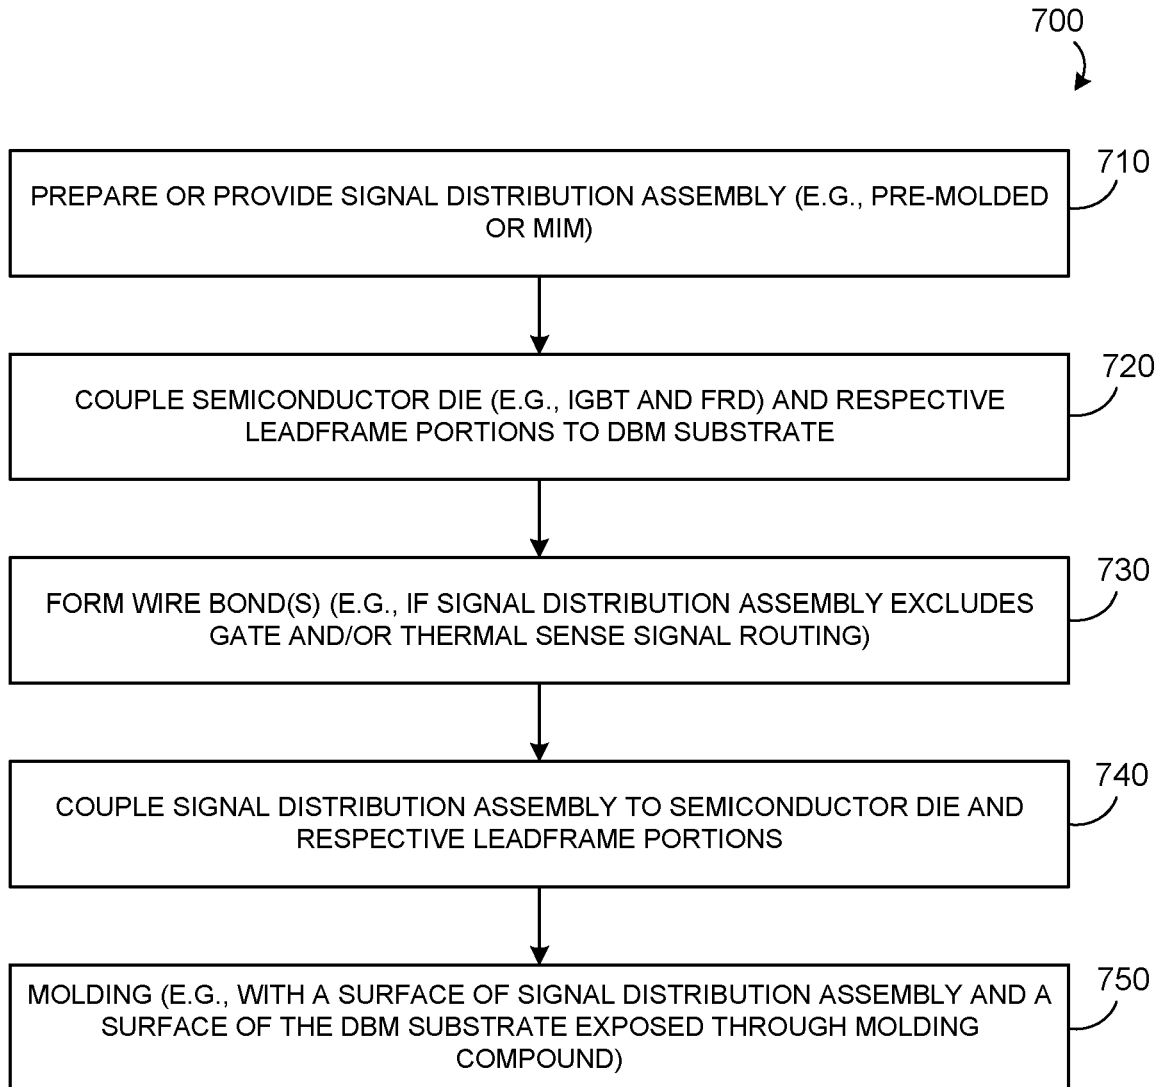 700
710
PREPARE OR PROVIDE SIGNAL DISTRIBUTION ASSEMBLY (E.G., PRE-MOLDED
OR MIM)
720
COUPLE SEMICONDUCTOR DIE (E.G., IGBT AND FRD) AND RESPECTIVE
LEADFRAME PORTIONS TO DBM SUBSTRATE
730
FORM WIRE BOND(S) (E.G., IF SIGNAL DISTRIBUTION ASSEMBLY EXCLUDES
GATE AND/OR THERMAL SENSE SIGNAL ROUTING)
740
COUPLE SIGNAL DISTRIBUTION ASSEMBLY TO SEMICONDUCTOR DIE AND
RESPECTIVE LEADFRAME PORTIONS
750
MOLDING (E.G., WITH A SURFACE OF SIGNAL DISTRIBUTION ASSEMBLY AND A
SURFACE OF THE DBM SUBSTRATE EXPOSED THROUGH MOLDING
COMPOUND)